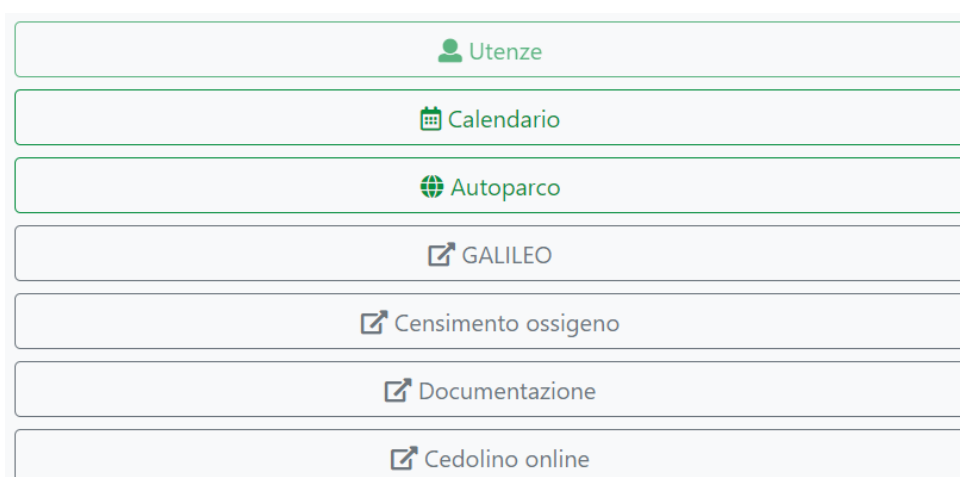 Utenze
Calendario
Autoparco
GALILEO
Censimento ossigeno
Documentazione
Cedolino online